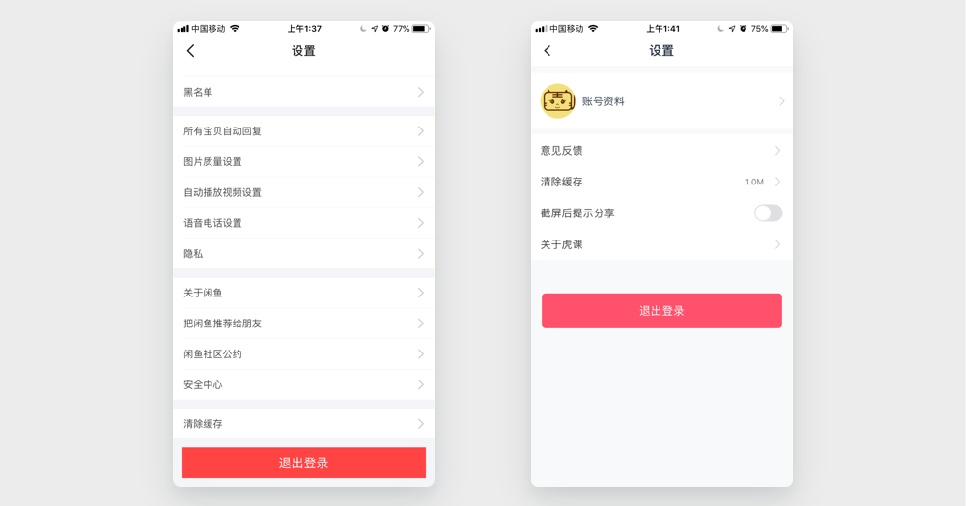 中国移动 上午1:37 77%
设置
黑名单
所有宝贝自动回复
图片质量设置
自动播放视频设置
语音电话设置
隐私
关于闲鱼
把闲鱼推荐给朋友
闲鱼社区公约
安全中心
清除缓存
退出登录
中国移动 上午1:41 75%
设置
账号资料
意见反馈
清除缓存 1.0M
截屏后提示分享
关于虎课
退出登录